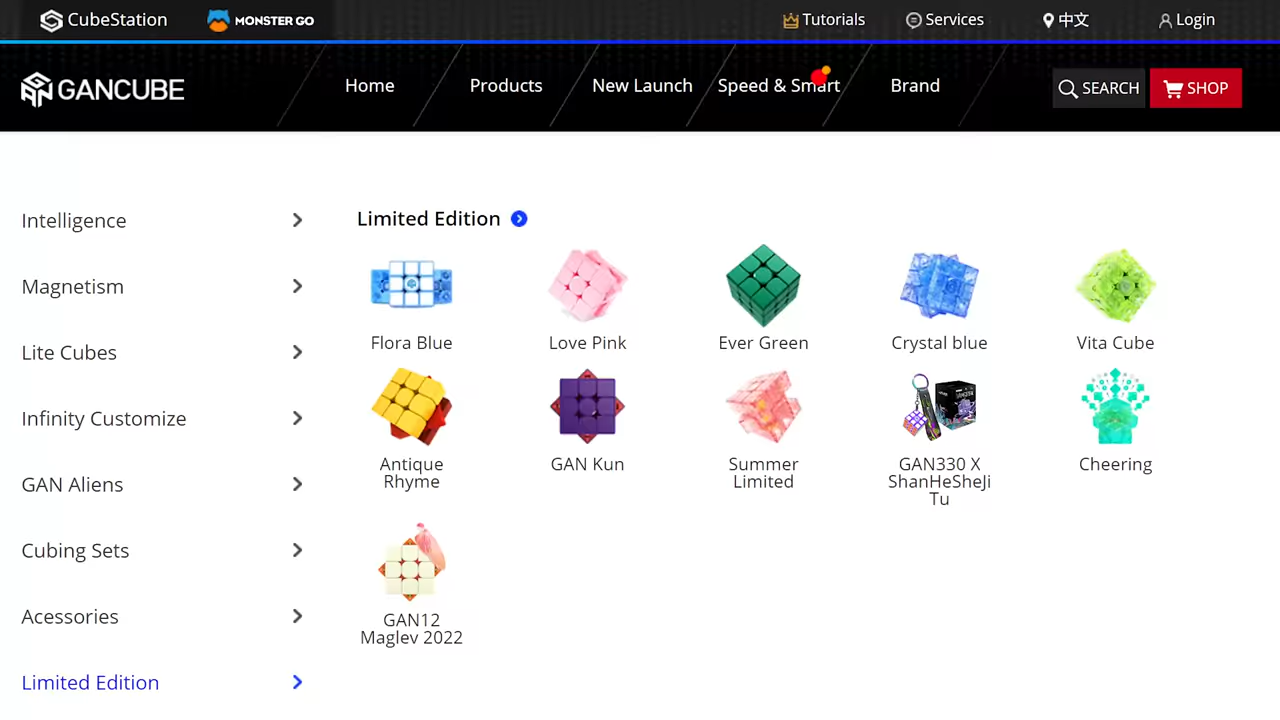 CubeStation
MONSTER GO
Tutorials
Services
中文
Login
GANCUBE
Home
Products
New Launch
Speed & Smart
Brand
SEARCH
SHOP
Intelligence
Magnetism
Lite Cubes
Infinity Customize
GAN Aliens
Cubing Sets
Acessories
Limited Edition
Limited Edition
Flora Blue
Love Pink
Ever Green
Crystal blue
Vita Cube
Antique
Rhyme
GAN Kun
Summer
Limited
GAN330 X
ShanHeSheJi
Tu
Cheering
GAN12
Maglev 2022